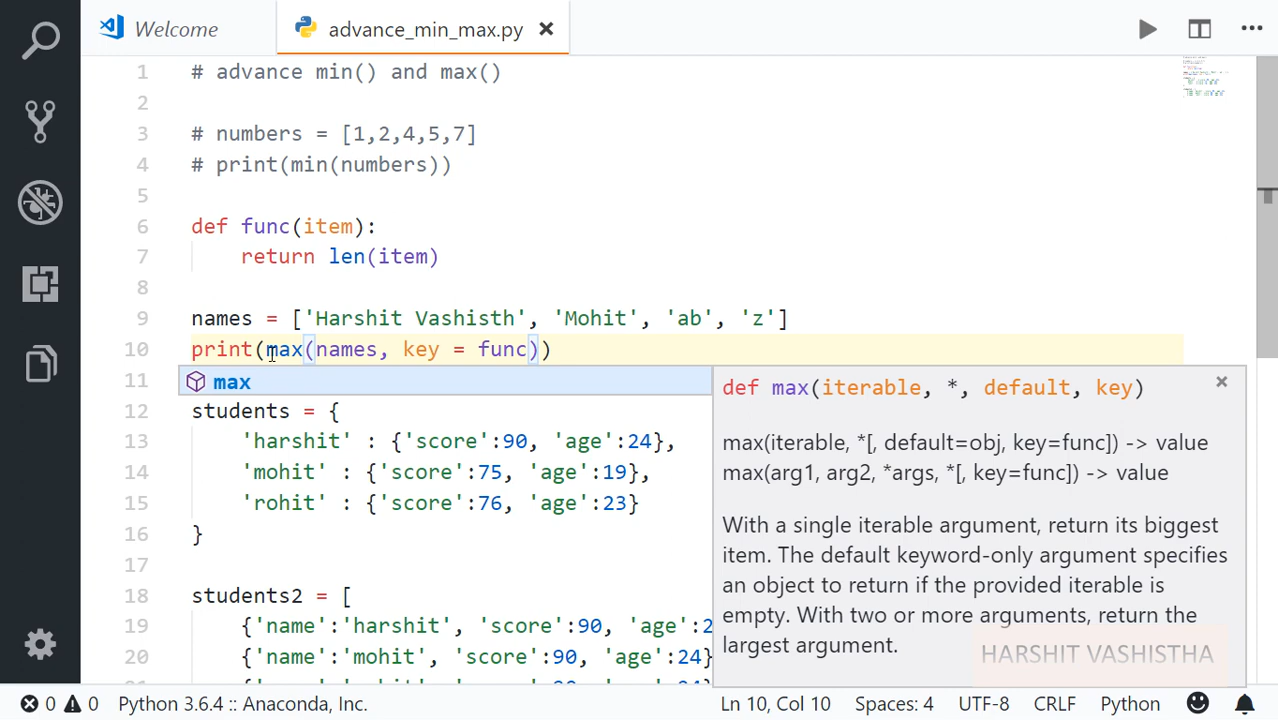 Welcome advance_min_max.py
1 # advance min() and max()
2
3 # numbers = [1,2,4,5,7]
4 # print(min(numbers))
5
6 def func(item):
7 return len(item)
8
9 names = ['Harshit Vashisth', 'Mohit', 'ab', 'z']
10 print(max(names, key = func))
11 max
12 students = {
13 'harshit' : {'score':90, 'age':24},
14 'mohit' : {'score':75, 'age':19},
15 'rohit' : {'score':76, 'age':23}
16 }
17
18 students2 = [
19 {'name':'harshit', 'score':90, 'age':2
20 {'name':'mohit', 'score':90, 'age':24}
def max(iterable, *, default, key)
max(iterable, *[, default=obj, key=func]) -> value
max(arg1, arg2, *args, *[, key=func]) -> value
With a single iterable argument, return its biggest
item. The default keyword-only argument specifies
an object to return if the provided iterable is
empty. With two or more arguments, return the
largest argument.
HARSHIT VASHISTHA
0 0 Python 3.6.4 :: Anaconda, Inc. Ln 10, Col 10 Spaces: 4 UTF-8 CRLF Python